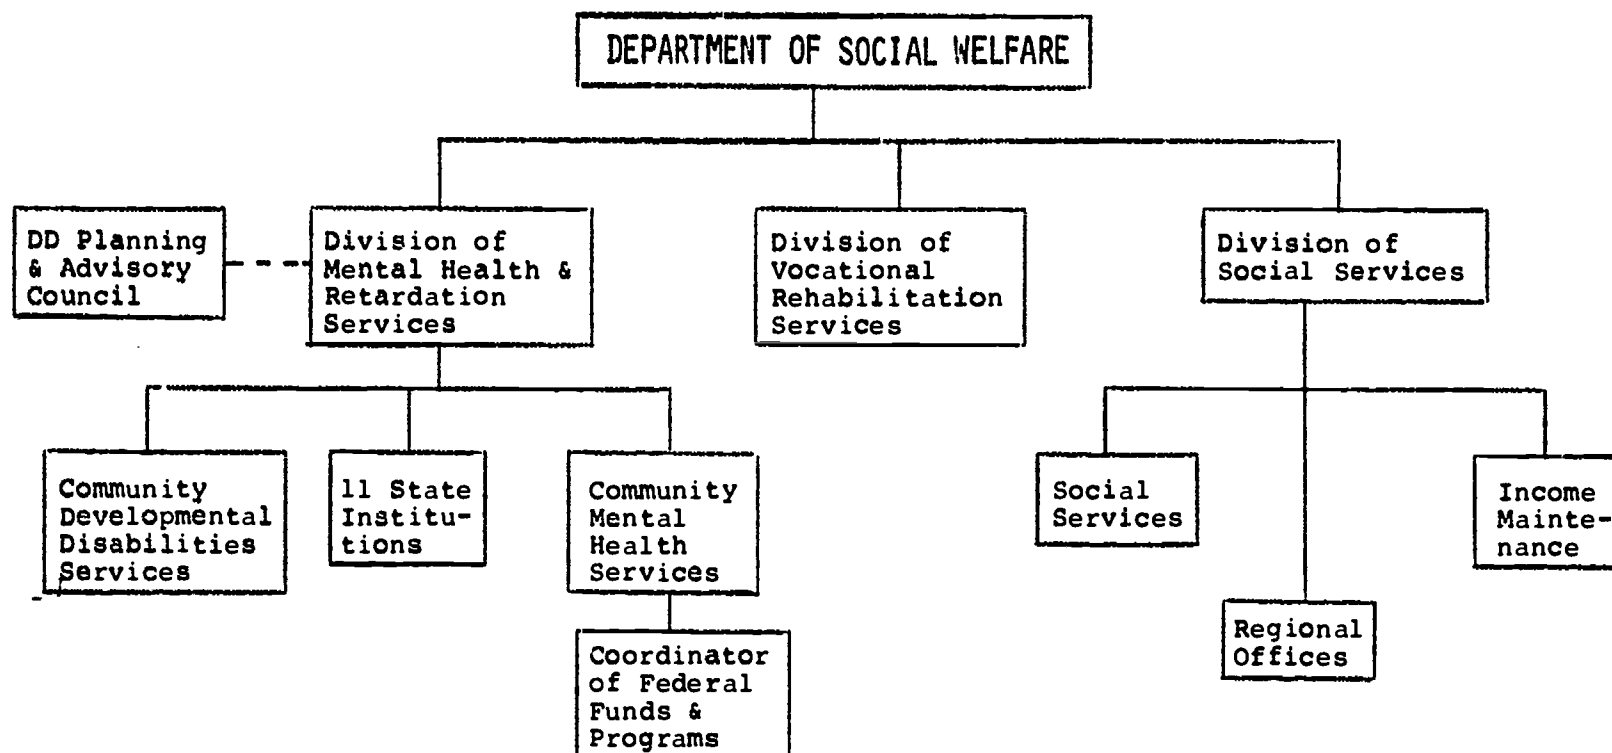 DEPARTMENT OF SOCIAL WELFARE
DD Planning
& Advisory
Council
Division of
Mental Health &
Retardation
Services
Division of
Vocational
Rehabilitation
Services
Division of
Social Services
Community
Developmental
Disabilities
Services
11 State
Institu-
tions
Community
Mental
Health
Services
Social
Services
Income
Mainte-
nance
Coordinator
of Federal
Funds &
Programs
Regional
Offices